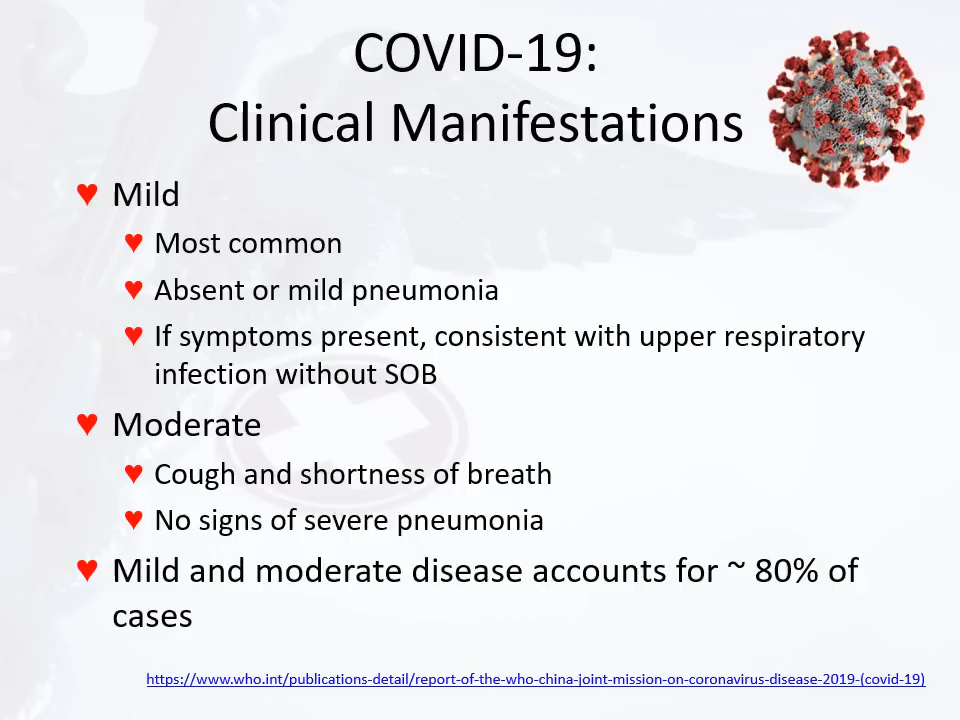 COVID-19:
Clinical Manifestations
♥ Mild
♥ Most common
♥ Absent or mild pneumonia
♥ If symptoms present, consistent with upper respiratory
infection without SOB
♥ Moderate
♥ Cough and shortness of breath
♥ No signs of severe pneumonia
♥ Mild and moderate disease accounts for ~ 80% of
cases
https://www.who.int/publications-detail/report-of-the-who-china-joint-mission-on-coronavirus-disease-2019-(covid-19)